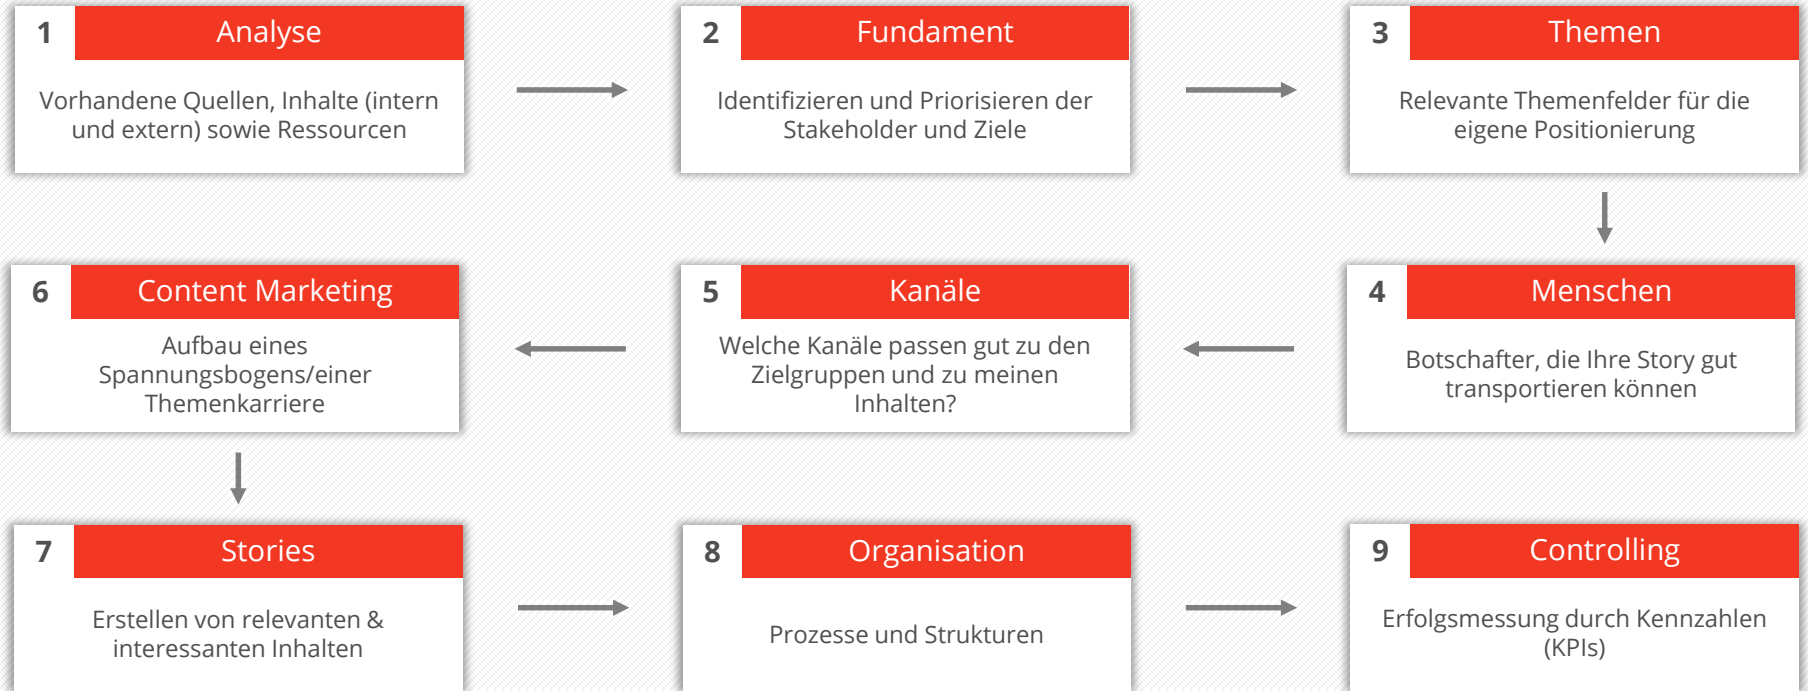 1 Analyse
Vorhandene Quellen, Inhalte (intern
und extern) sowie Ressourcen
2 Fundament
Identifizieren und Priorisieren der
Stakeholder und Ziele
3 Themen
Relevante Themenfelder für die
eigene Positionierung
4 Menschen
Botschafter, die Ihre Story gut
transportieren können
5 Kanäle
Welche Kanäle passen gut zu den
Zielgruppen und zu meinen
Inhalten?
6 Content Marketing
Aufbau eines
Spannungsbogens/einer
Themenkarriere
7 Stories
Erstellen von relevanten &
interessanten Inhalten
8 Organisation
Prozesse und Strukturen
9 Controlling
Erfolgsmessung durch Kennzahlen
(KPIs)